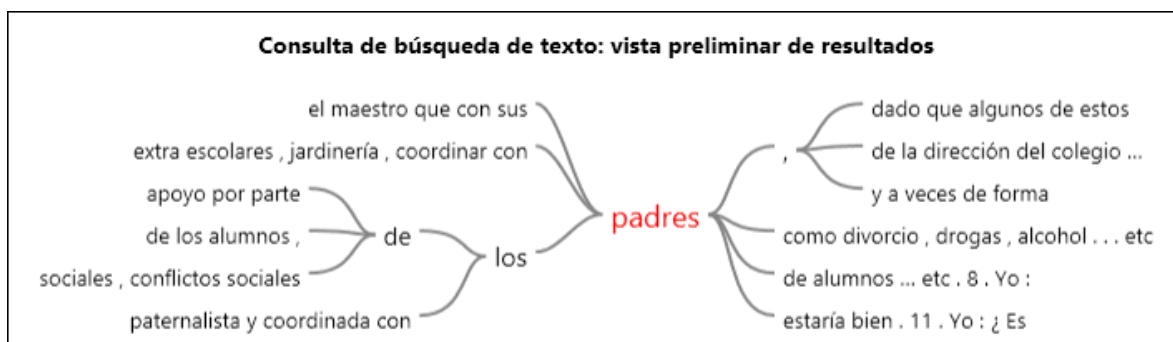 Consulta de búsqueda de texto: vista preliminar de resultados
el maestro que con sus
extra escolares , jardinería , coordinar con
apoyo por parte
de los alumnos ,
sociales , conflictos sociales
de
paternalista y coordinada con
los
padres
,
dado que algunos de estos
de la dirección del colegio ...
y a veces de forma
como divorcio , drogas , alcohol . . . etc
de alumnos ... etc . 8 . Yo :
estaría bien . 11 . Yo : ¿ Es